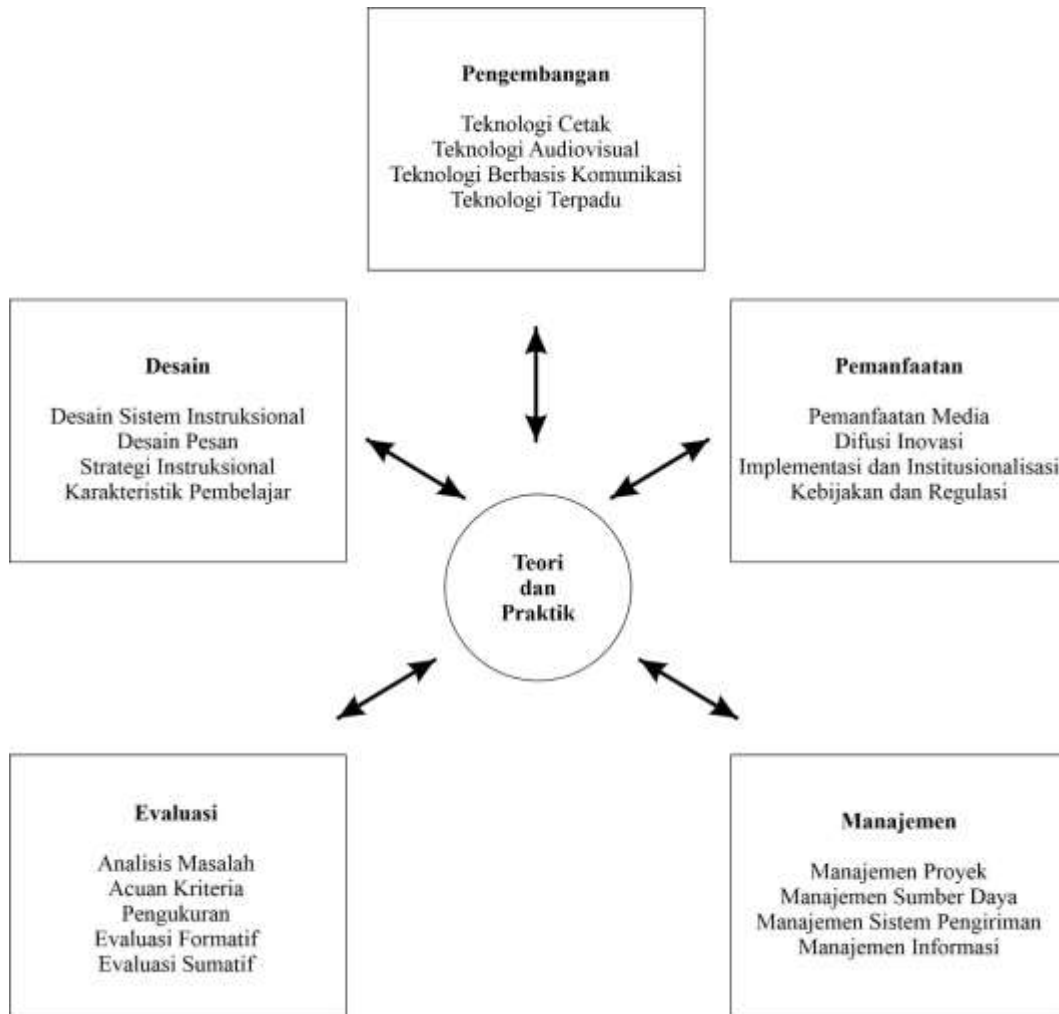 Pengembangan
Teknologi Cetak
Teknologi Audiovisual
Teknologi Berbasis Komunikasi
Teknologi Terpadu
Desain
Desain Sistem Instruksional
Desain Pesan
Strategi Instruksional
Karakteristik Pembelajar
Pemanfaatan
Pemanfaatan Media
Difusi Inovasi
Implementasi dan Institusionalisasi
Kebijakan dan Regulasi
Teori
dan
Praktik
Evaluasi
Analisis Masalah
Acuan Kriteria
Pengukuran
Evaluasi Formatif
Evaluasi Sumatif
Manajemen
Manajemen Proyek
Manajemen Sumber Daya
Manajemen Sistem Pengiriman
Manajemen Informasi